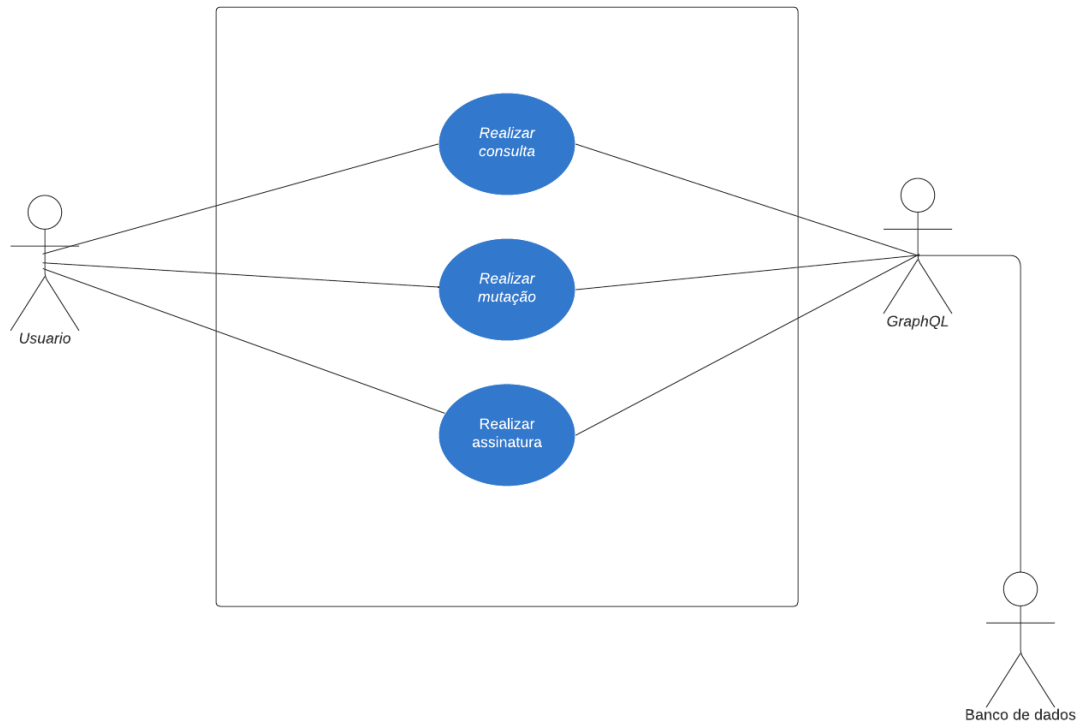 Realizar
consulta
Usuario
Realizar
mutação
GraphQL
Realizar
assinatura
Banco de dados